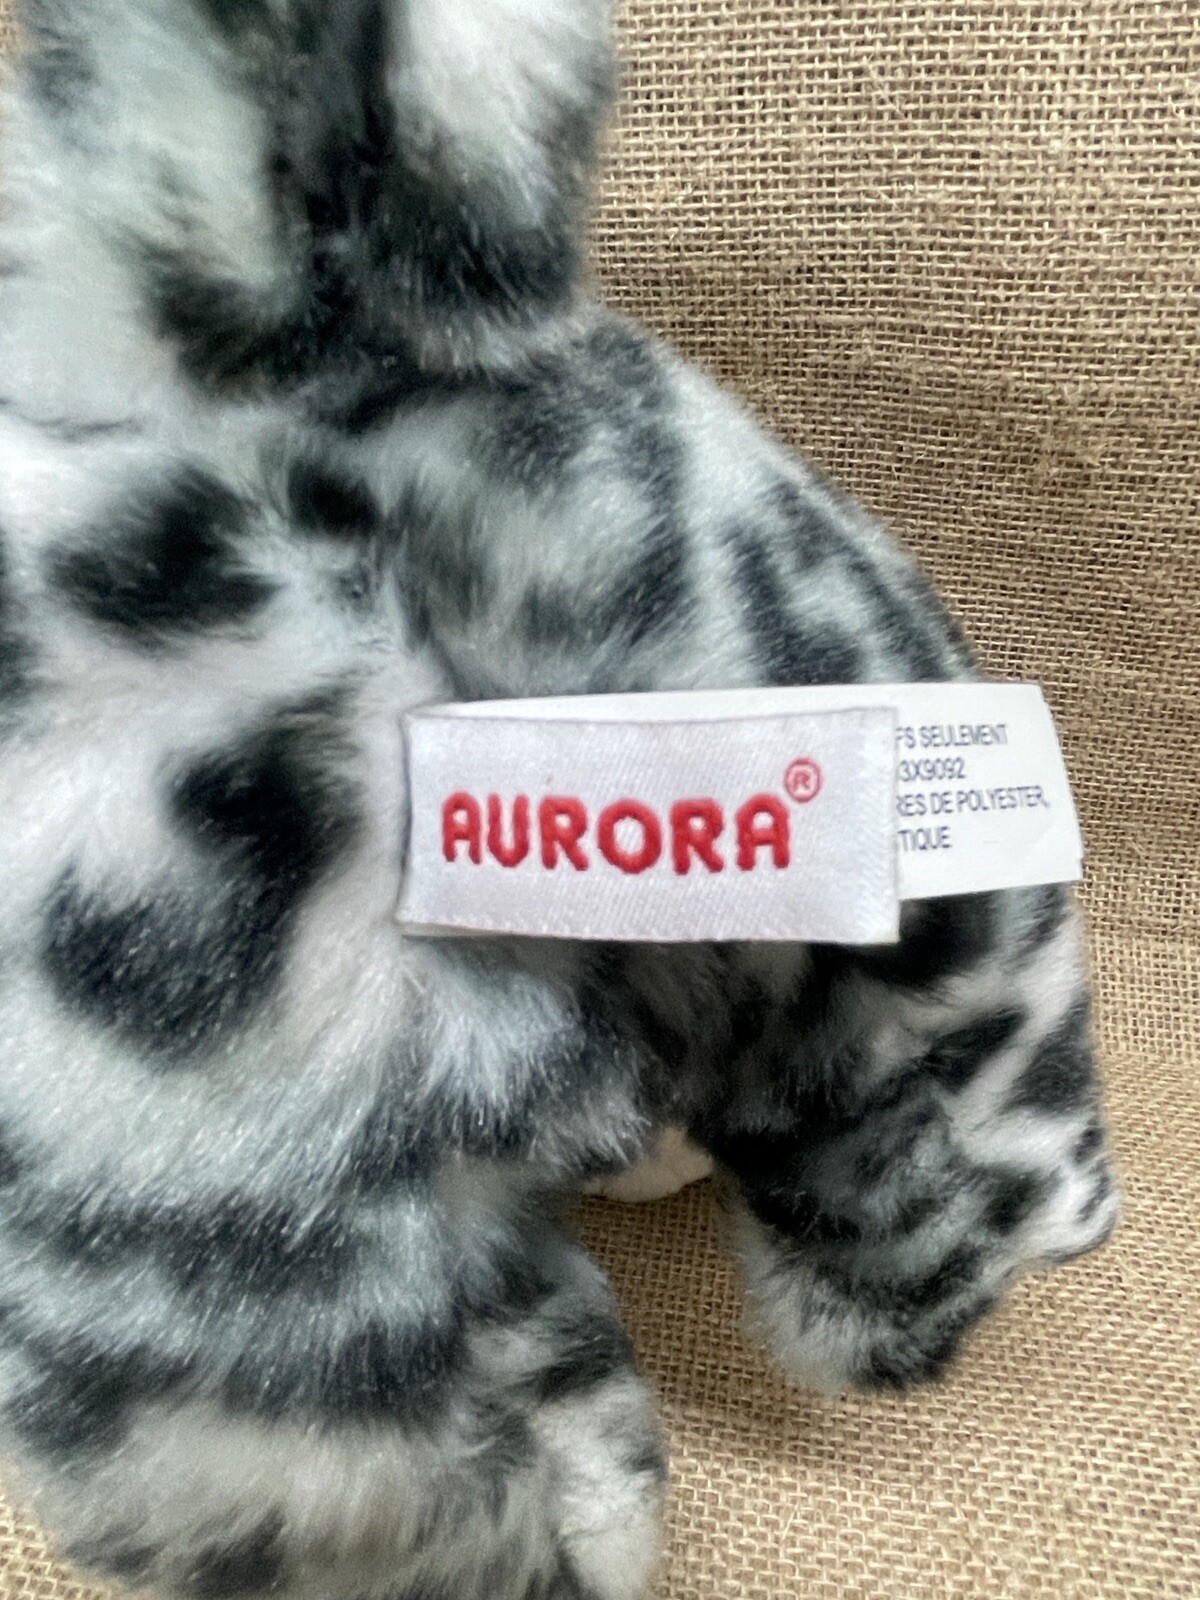 AURORA®
FS SEULEMENT
3X9092
RES DE POLYESTER,
TIQUE